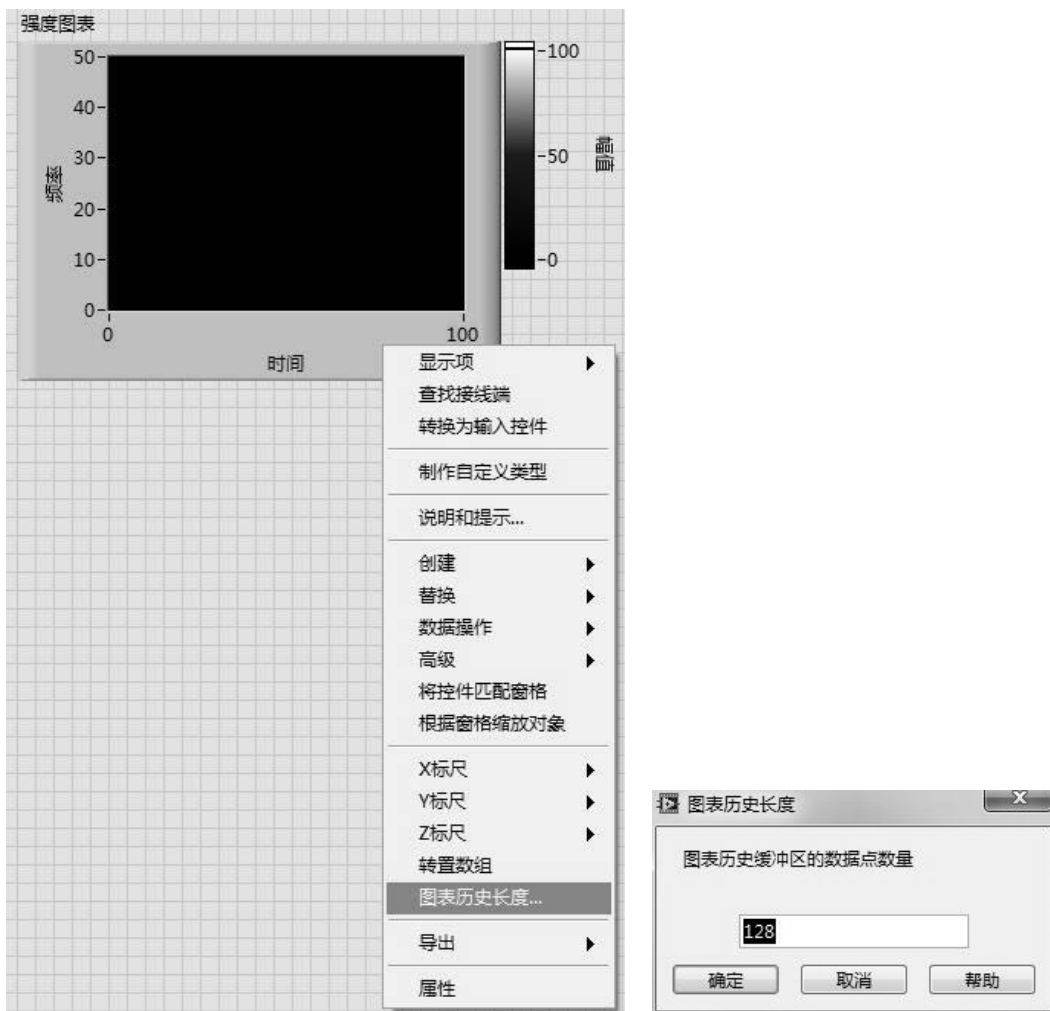 强度图表
50
40
30
20
10
0
频率
0
100
时间
100
50
0
幅值
显示项
查找接线端
转换为输入控件
制作自定义类型
说明和提示...
创建
替换
数据操作
高级
将控件匹配窗格
根据窗格缩放对象
X标尺
Y标尺
Z标尺
转置数组
图表历史长度...
导出
属性
图表历史长度
X
图表历史缓冲区的数据点数量
128
确定
取消
帮助